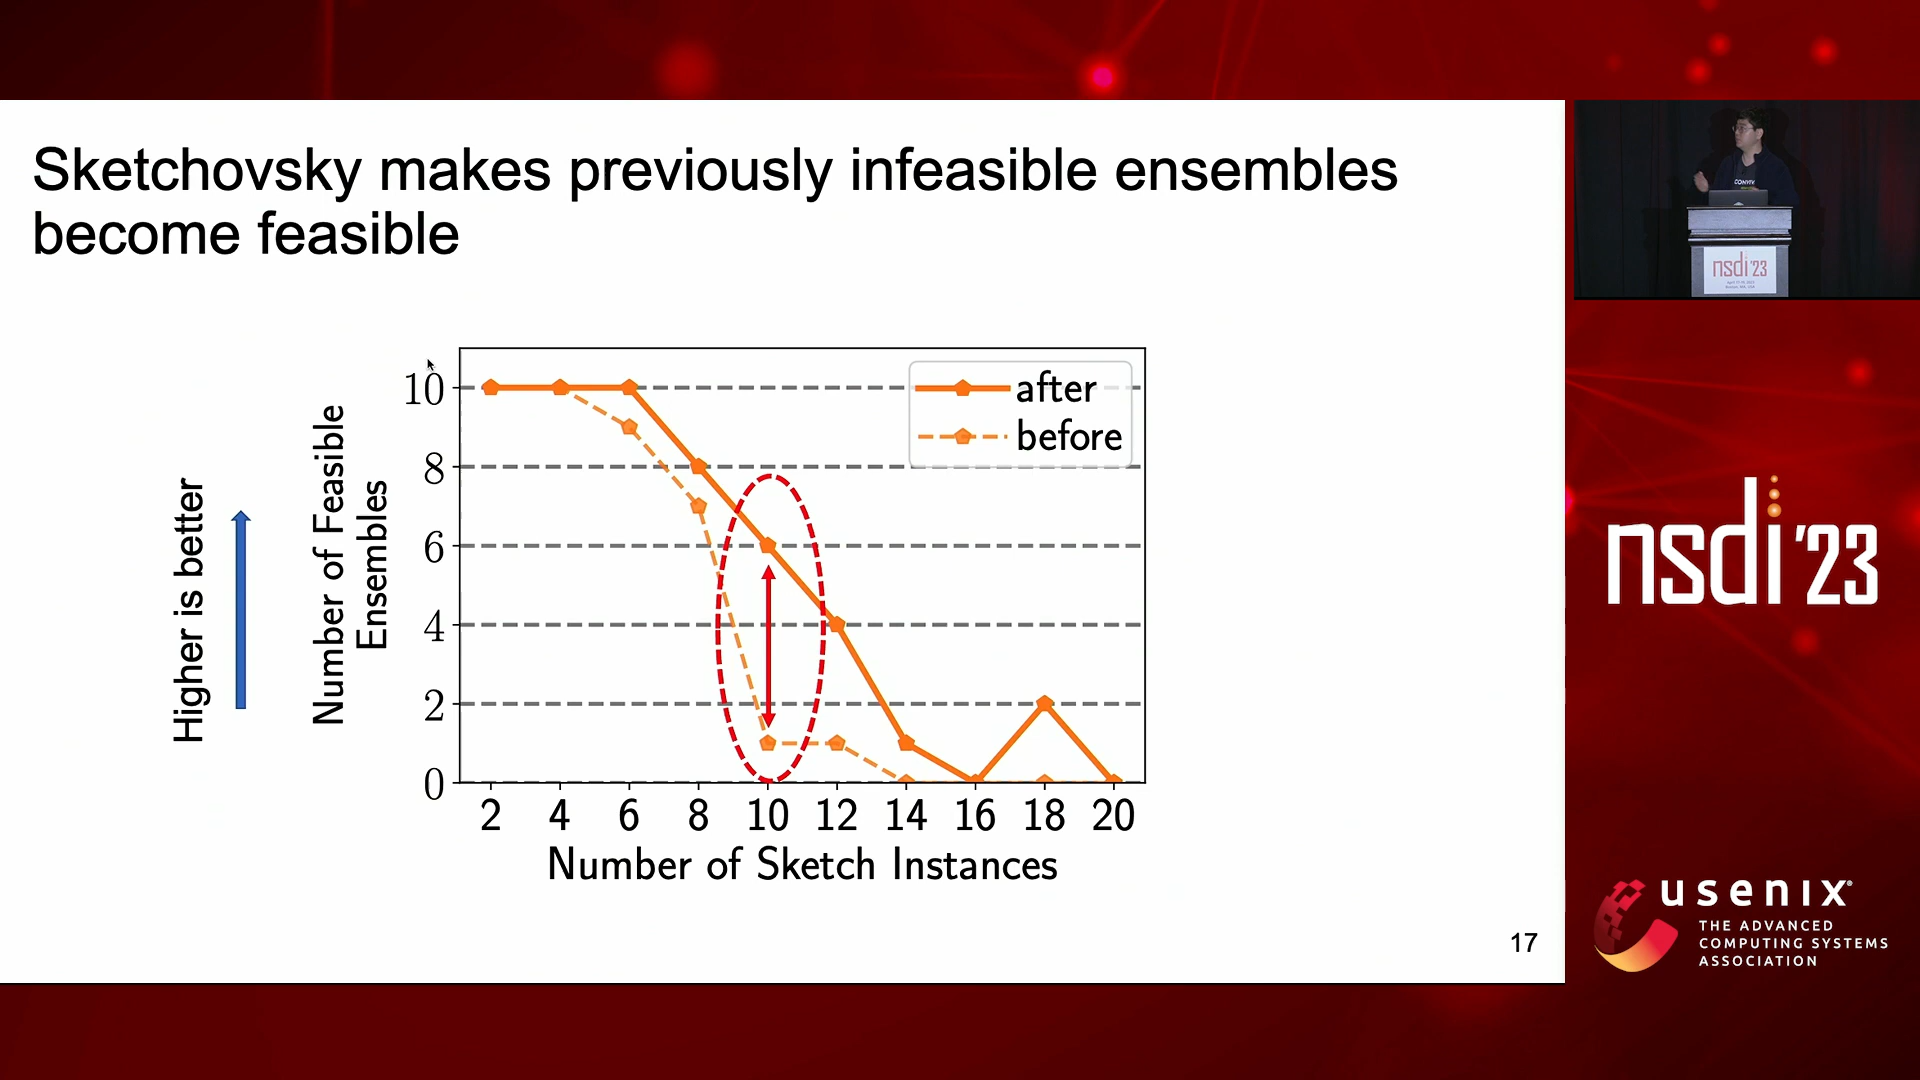 Sketchovsky makes previously infeasible ensembles
become feasible
Higher is better
Number of Feasible
Ensembles
10
8
6
4
2
0
after
before
2 4 6 8 10 12 14 16 18 20
Number of Sketch Instances
17
CONVIV
nsdi '23
nsdi '23
usenix
THE ADVANCED
COMPUTING SYSTEMS
ASSOCIATION